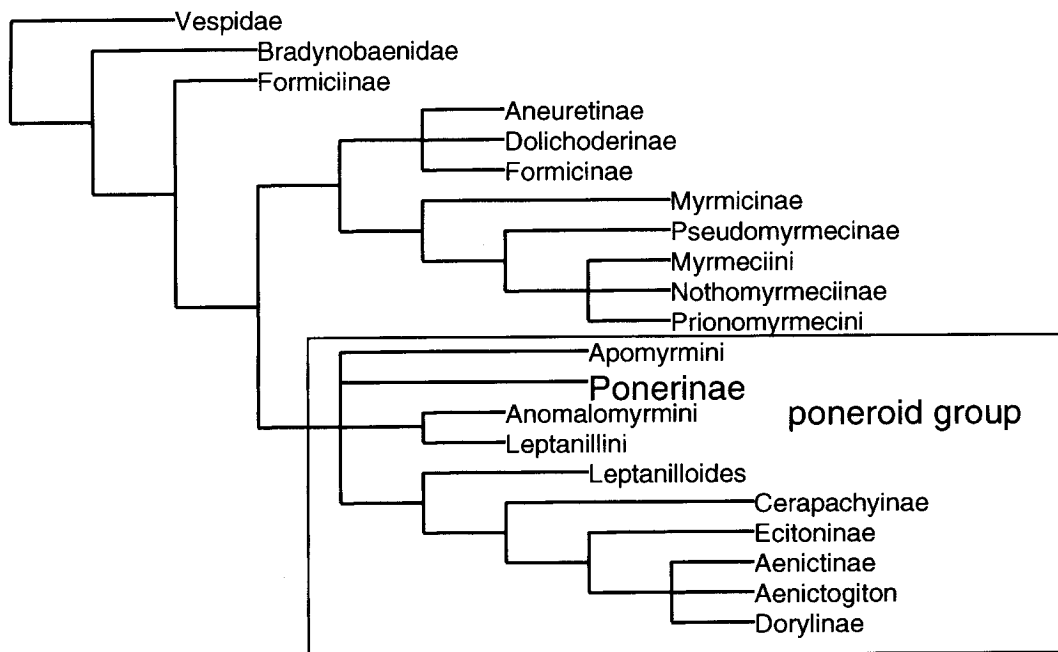 Vespidae
Bradynobaenidae
Formiciinae
Aneuretinae
Dolichoderinae
Formicinae
Myrmicinae
Pseudomyrmecinae
Myrmeciini
Nothomyrmeciinae
Prionomyrmecini
Apomyrmini
Ponerinae
Anomalomyrmini
poneroid group
Leptanillini
Leptanilloides
Cerapachyinae
Ecitoninae
Aenictinae
Aenictogiton
Dorylinae